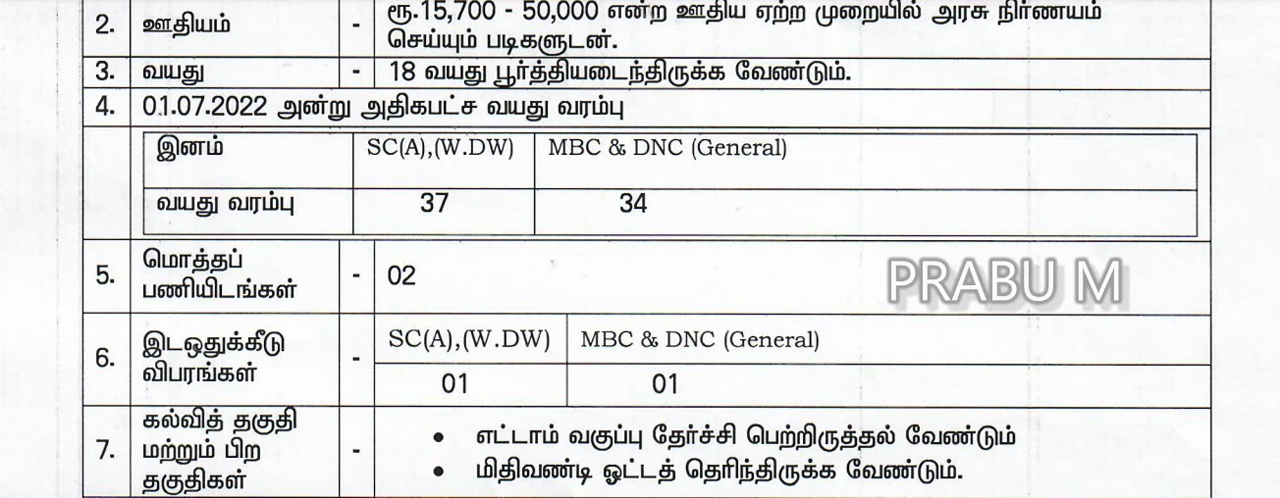 2. ஊதியம் - ரூ.15,700 - 50,000 என்ற ஊதிய ஏற்ற முறையில் அரசு நிர்ணயம்
செய்யும் படிகளுடன்.
3. வயது - 18 வயது பூர்த்தியடைந்திருக்க வேண்டும்.
4. 01.07.2022 அன்று அதிகபட்ச வயது வரம்பு
இனம் SC(A),(W.DW) MBC & DNC (General)
வயது வரம்பு 37 34
5. மொத்தப்
பணியிடங்கள் - 02
PRABU M
6. இடஒதுக்கீடு
விபரங்கள் - SC(A),(W.DW) MBC & DNC (General)
01 01
7. கல்வித் தகுதி
மற்றும் பிற
தகுதிகள் -
• எட்டாம் வகுப்பு தேர்ச்சி பெற்றிருத்தல் வேண்டும்
• மிதிவண்டி ஓட்டத் தெரிந்திருக்க வேண்டும்.